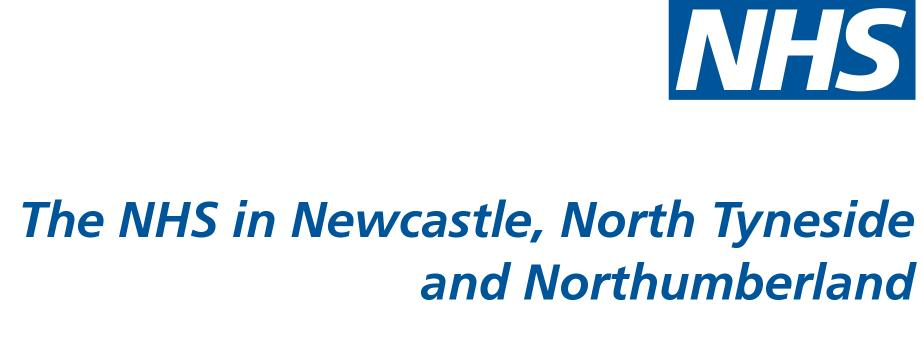 NHS
The NHS in Newcastle, North Tyneside
and Northumberland